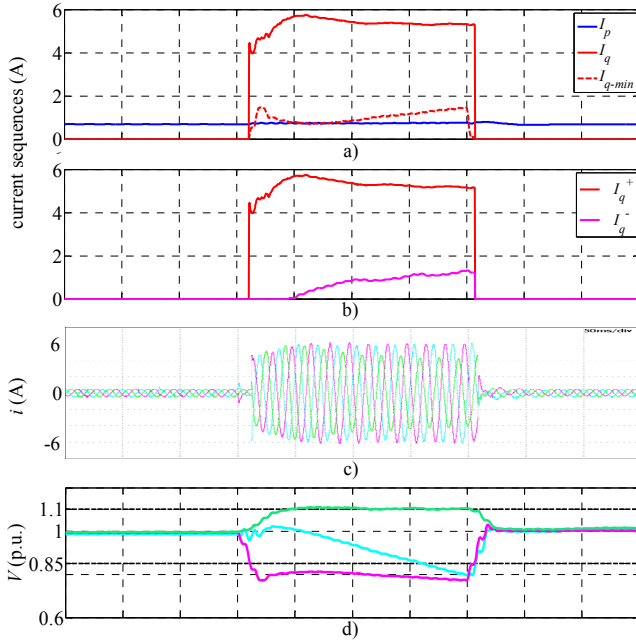 current sequences (A)
6
4
2
0
I_p
I_q
I_q-min
a)
6
4
2
0
I_q^+
I_q^-
b)
i (A)
6
0
-6
50ms/div
c)
V (p.u.)
1.1
1
0.85
0.6
d)